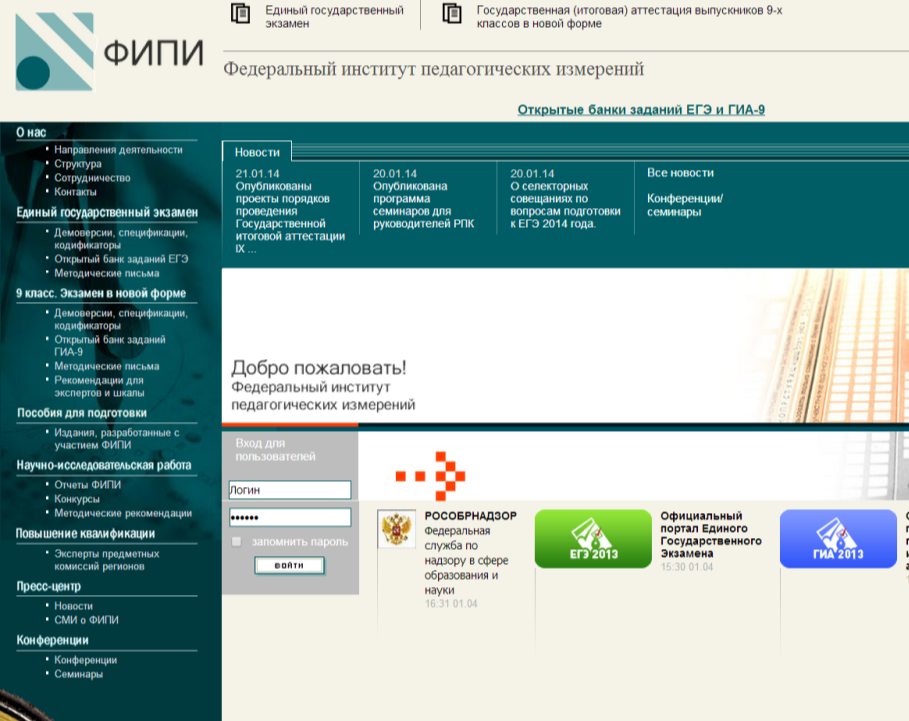 Единый государственный
экзамен
Государственная (итоговая) аттестация выпускников 9-х
классов в новой форме
ФИПИ
Федеральный институт педагогических измерений
Открытые банки заданий ЕГЭ и ГИА-9
О нас
Направления деятельности
Структура
Сотрудничество
Контакты
Единый государственный экзамен
Демоверсии, спецификации,
кодификаторы
Открытый банк заданий ЕГЭ
Методические письма
9 класс. Экзамен в новой форме
Демоверсии, спецификации,
кодификаторы
Открытый банк заданий
ГИА-9
Методические письма
Рекомендации для
экспертов и шкалы
Пособия для подготовки
Издания, разработанные с
участием ФИПИ
Научно-исследовательская работа
Отчеты ФИПИ
Конкурсы
Методические рекомендации
Повышение квалификации
Эксперты предметных
комиссий регионов
Пресс-центр
Новости
СМИ о ФИПИ
Конференции
Конференции
Семинары
Новости
21.01.14
Опубликованы
проекты порядков
проведения
Государственной
итоговой аттестации
IX ...
20.01.14
Опубликована
программа
семинаров для
руководителей РПК
20.01.14
О селекторных
совещаниях по
вопросам подготовки
к ЕГЭ 2014 года.
Все новости
Конференции/
семинары
Добро пожаловать!
Федеральный институт
педагогических измерений
Вход для
пользователей
Логин
••••••
запомнить пароль
войти
РОСОБРНАДЗОР
Федеральная
служба по
надзору в сфере
образования и
науки
16:31 01.04
ЕГЭ 2013
Официальный
портал Единого
Государственного
Экзамена
15:30 01.04
ГИА 2013